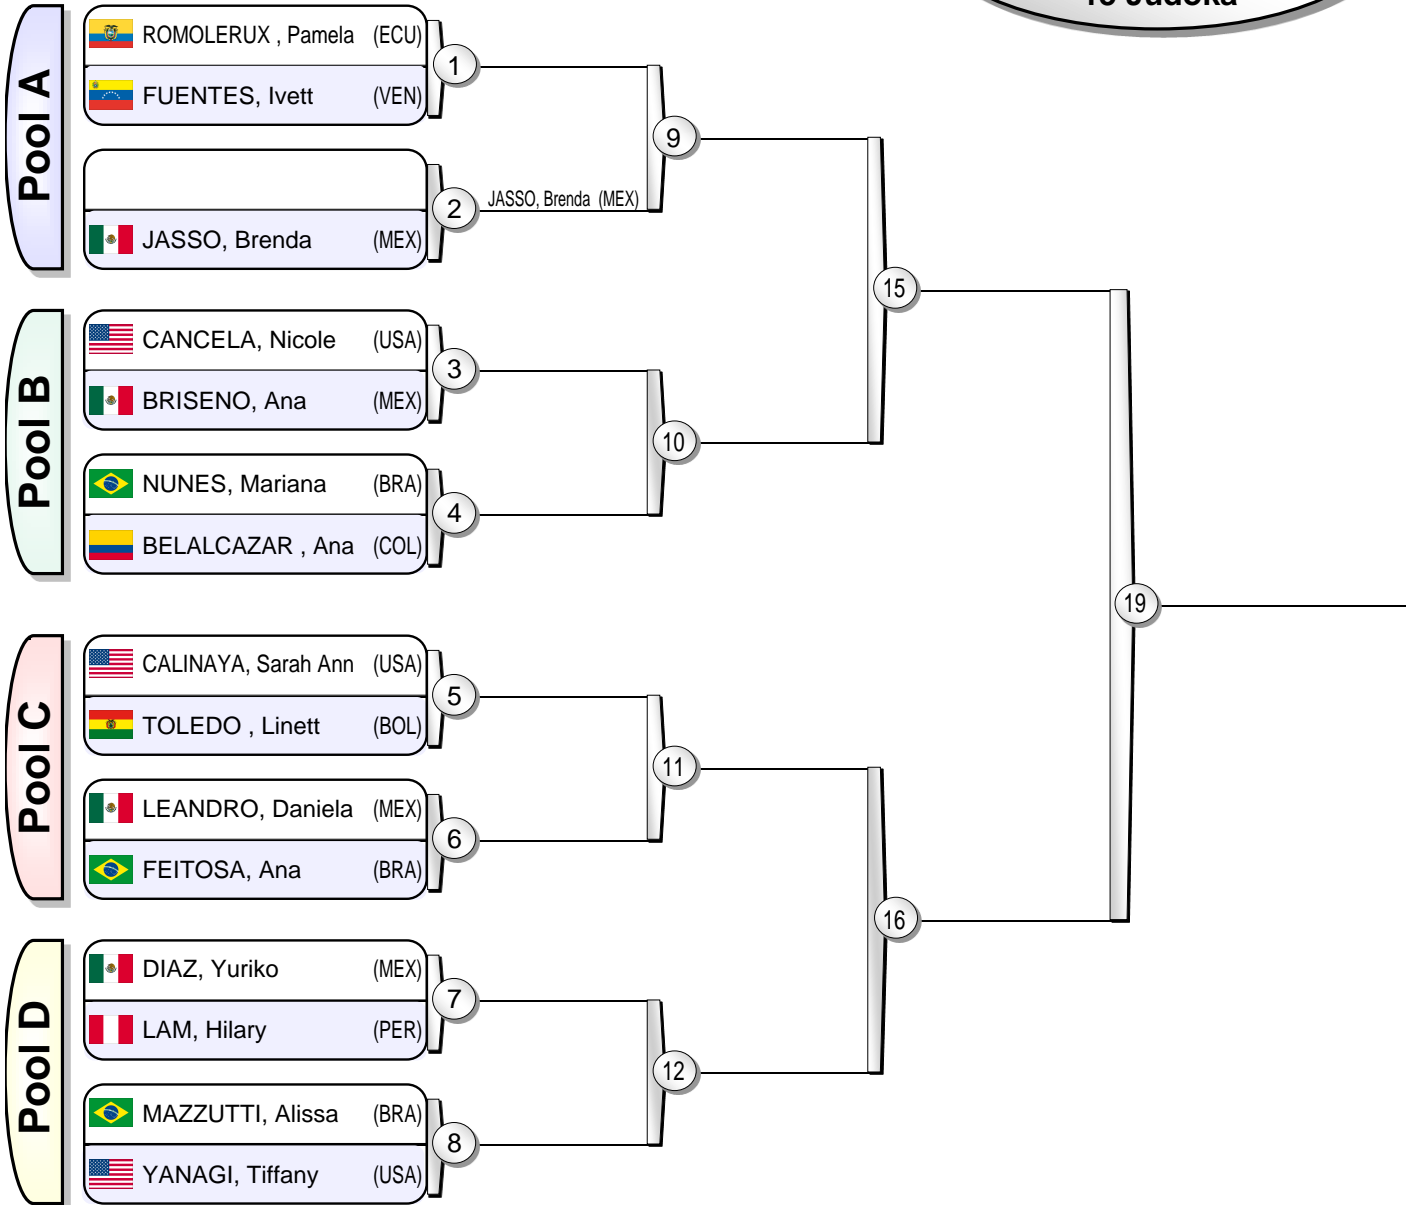 15 Judoka
Pool A
ROMOLERUX , Pamela (ECU)
1
FUENTES, Ivett (VEN)
9
2
JASSO, Brenda (MEX)
JASSO, Brenda (MEX)
15
Pool B
CANCELA, Nicole (USA)
3
BRISENO, Ana (MEX)
10
NUNES, Mariana (BRA)
4
BELALCAZAR , Ana (COL)
19
Pool C
CALINAYA, Sarah Ann (USA)
5
TOLEDO , Linett (BOL)
11
LEANDRO, Daniela (MEX)
6
FEITOSA, Ana (BRA)
16
Pool D
DIAZ, Yuriko (MEX)
7
LAM, Hilary (PER)
12
MAZZUTTI, Alissa (BRA)
8
YANAGI, Tiffany (USA)